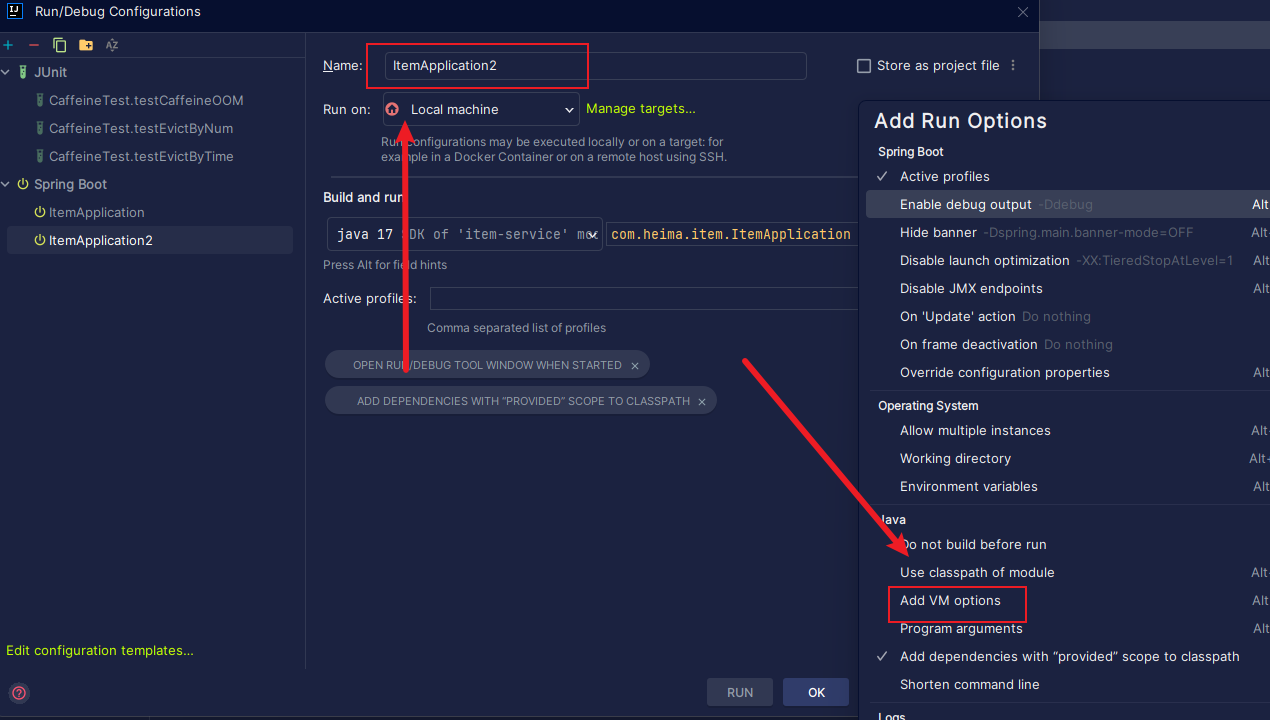 IJ
Run/Debug Configurations
JUnit
CaffeineTest.testCaffeineOOM
CaffeineTest.testEvictByNum
CaffeineTest.testEvictByTime
Spring Boot
ItemApplication
ItemApplication2
Edit configuration templates...
Name: ItemApplication2
Store as project file
Run on: Local machine
Manage targets...
Run configurations may be executed locally or on a target: for
example in a Docker Container or on a remote host using SSH.
Build and run
java 17 SDK of 'item-service' com.heima.item.ItemApplication
Press Alt for field hints
Active profiles:
Comma separated list of profiles
OPEN RUN/DEBUG TOOL WINDOW WHEN STARTED
ADD DEPENDENCIES WITH “PROVIDED” SCOPE TO CLASSPATH
RUN
OK
Add Run Options
Spring Boot
Active profiles
Enable debug output -Ddebug Alt
Hide banner -Dspring.main.banner-mode=OFF Alt-
Disable launch optimization -XX:TieredStopAtLevel=1 Alt
Disable JMX endpoints Alt
On 'Update' action Do nothing
On frame deactivation Do nothing
Override configuration properties Alt
Operating System
Allow multiple instances Alt-
Working directory Alt-
Environment variables Alt
Java
Do not build before run
Use classpath of module Alt-
Add VM options Alt
Program arguments Alt
Add dependencies with “provided” scope to classpath
Shorten command line
Logs